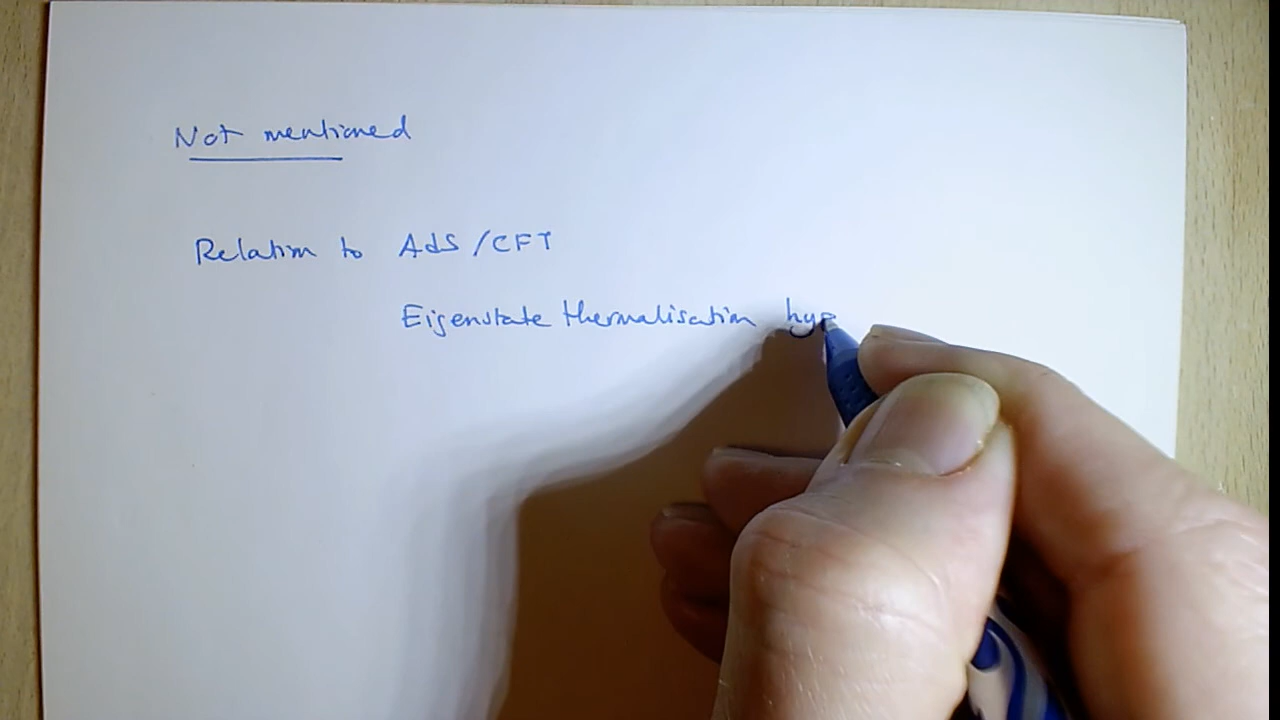 Not mentioned
Relation to AdS/CFT
Eigenstate thermalisation hyp